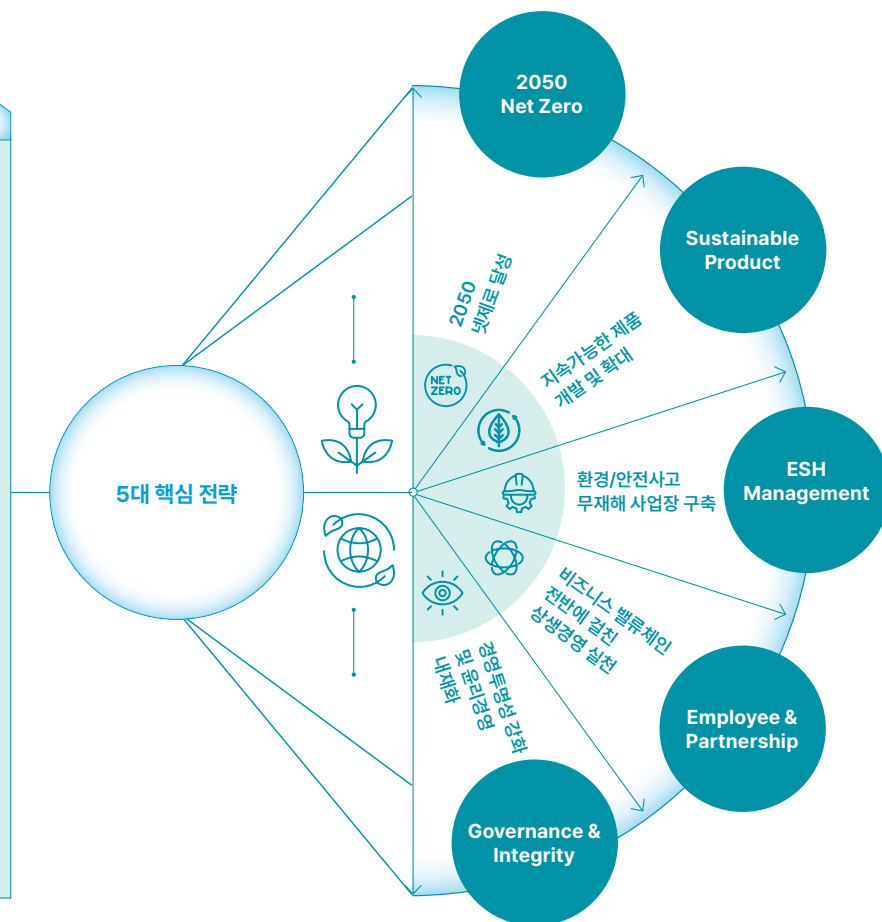 5대 핵심 전략
2050
Net Zero
2050
넷제로 달성
NET
ZERO
Sustainable
Product
지속가능한 제품
개발 및 확대
ESH
Management
환경/안전사고
무재해 사업장 구축
Employee &
Partnership
비즈니스 밸류체인
전반에 걸친
상생경영 실천
Governance &
Integrity
경영투명성 강화
및 윤리경영
내재화